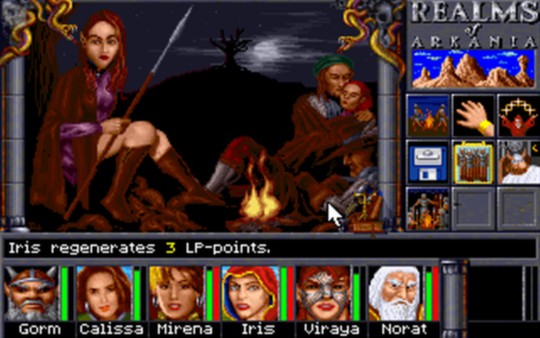 REALMS
of
ARKANIA
Iris regenerates 3 LP-points.
Gorm Calissa Mirena Iris Viraya Norat